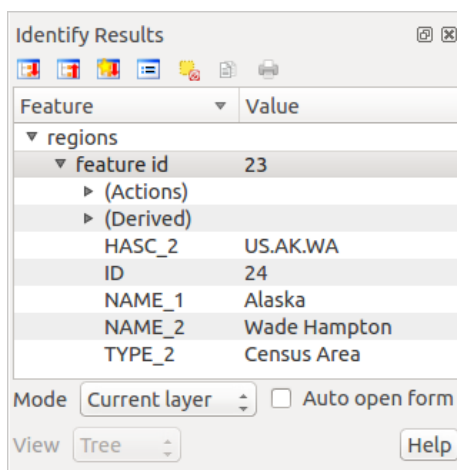 Identify Results
Feature Value
regions
feature id 23
(Actions)
(Derived)
HASC_2 US.AK.WA
ID 24
NAME_1 Alaska
NAME_2 Wade Hampton
TYPE_2 Census Area
Mode Current layer Auto open form
View Tree Help